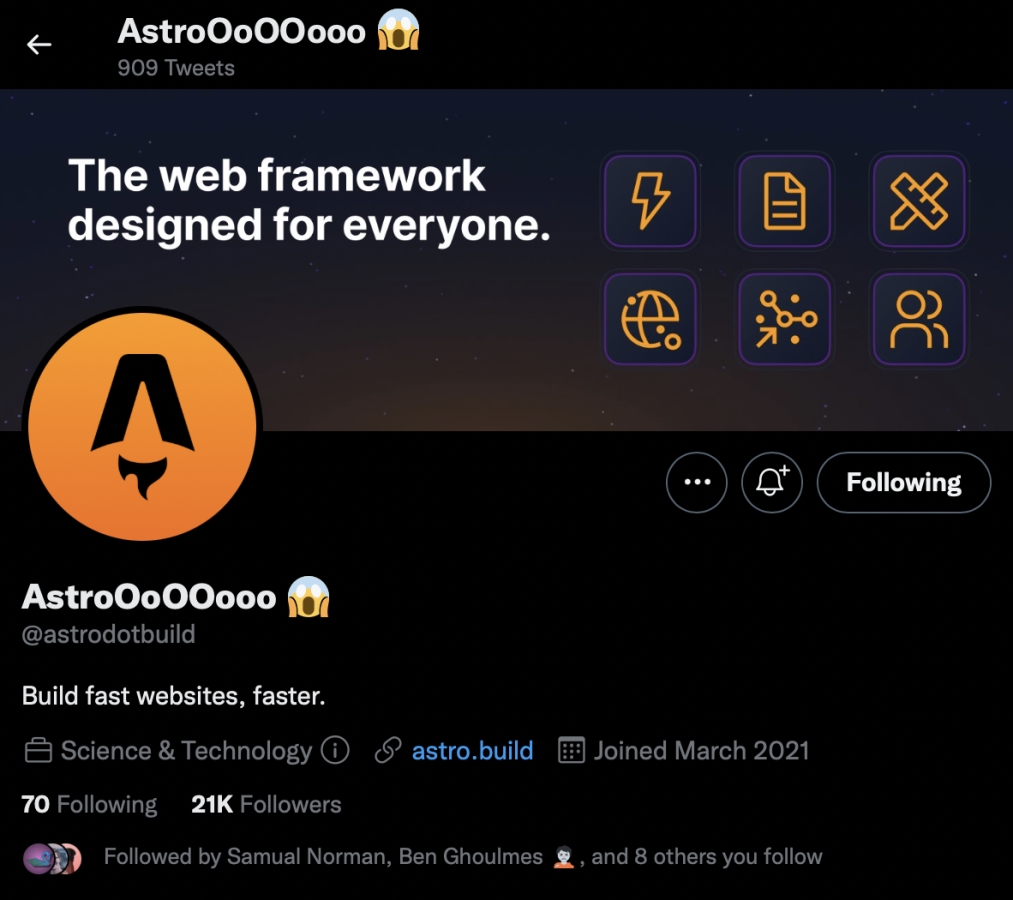 AstroOoOOooo 😱
909 Tweets
The web framework
designed for everyone.
Following
AstroOoOOooo 😱
@astrodotbuild
Build fast websites, faster.
Science & Technology astro.build Joined March 2021
70 Following 21K Followers
Followed by Samual Norman, Ben Ghoulmes 🧛🏻, and 8 others you follow